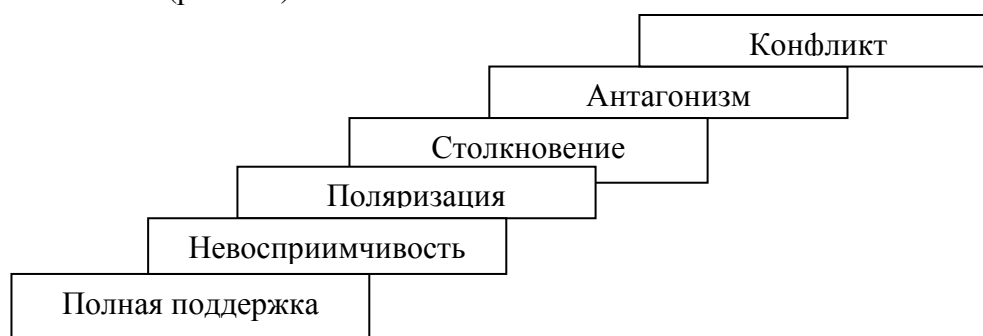 Конфликт
Антагонизм
Столкновение
Поляризация
Невосприимчивость
Полная поддержка